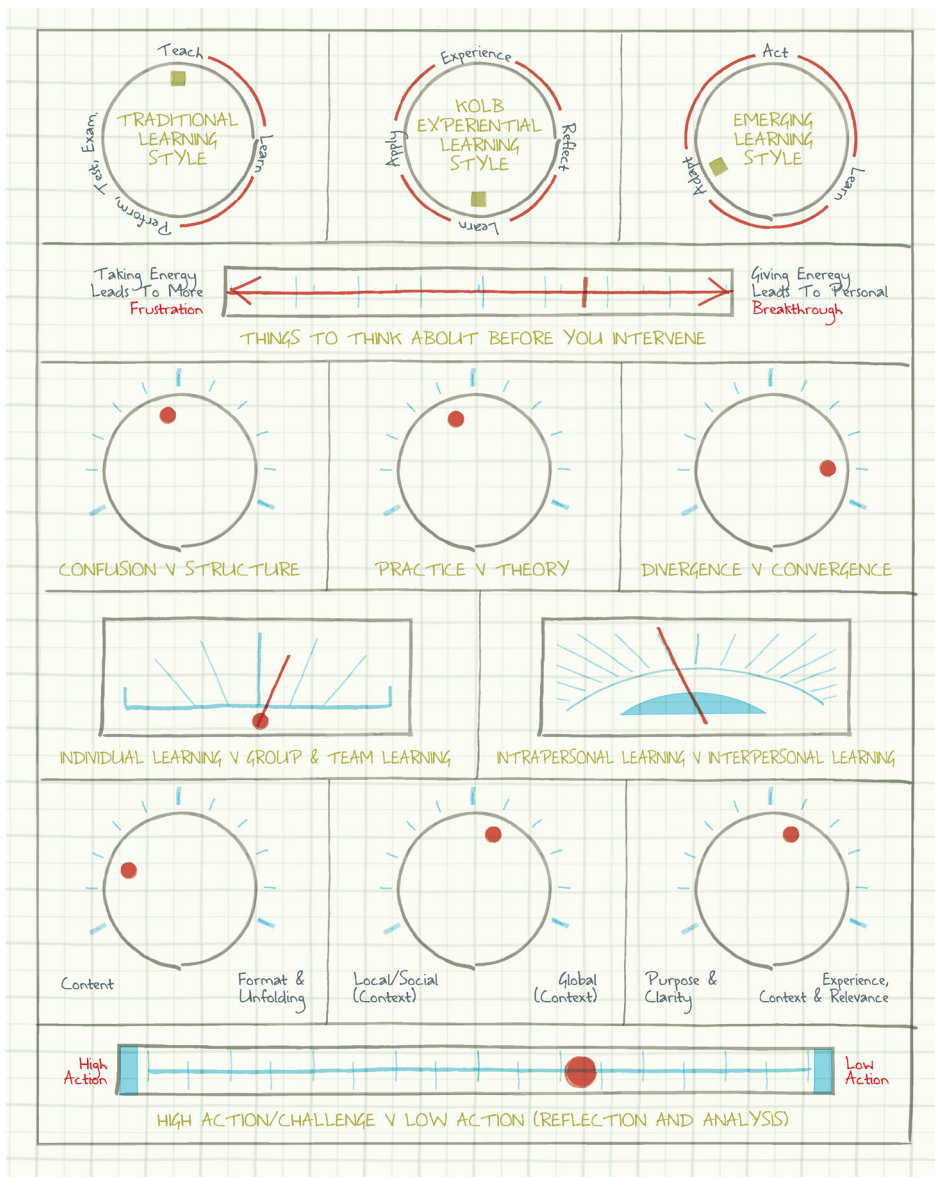 Teach
TRADITIONAL
LEARNING
STYLE
Learn
Perform, Test, Exam.
Experience
KOLB
EXPERIENTIAL
LEARNING
STYLE
Reflect
Learn
Apply
Act
EMERGING
LEARNING
STYLE
Learn
Adapt
Taking Energy
Leads To More
Frustration
Giving Eneregy
Leads To Personal
Breakthrough
THINGS TO THINK ABOUT BEFORE YOU INTERVENE
CONFUSION V STRUCTURE
PRACTICE V THEORY
DIVERGENCE V CONVERGENCE
INDIVIDUAL LEARNING V GROUP & TEAM LEARNING
INTRAPERSONAL LEARNING V INTERPERSONAL LEARNING
Content
Format &
Unfolding
Local/Social
(Context)
Global
(Context)
Purpose &
Clarity
Experience,
Context & Relevance
High
Action
Low
Action
HIGH ACTION/CHALLENGE V LOW ACTION (REFLECTION AND ANALYSIS)